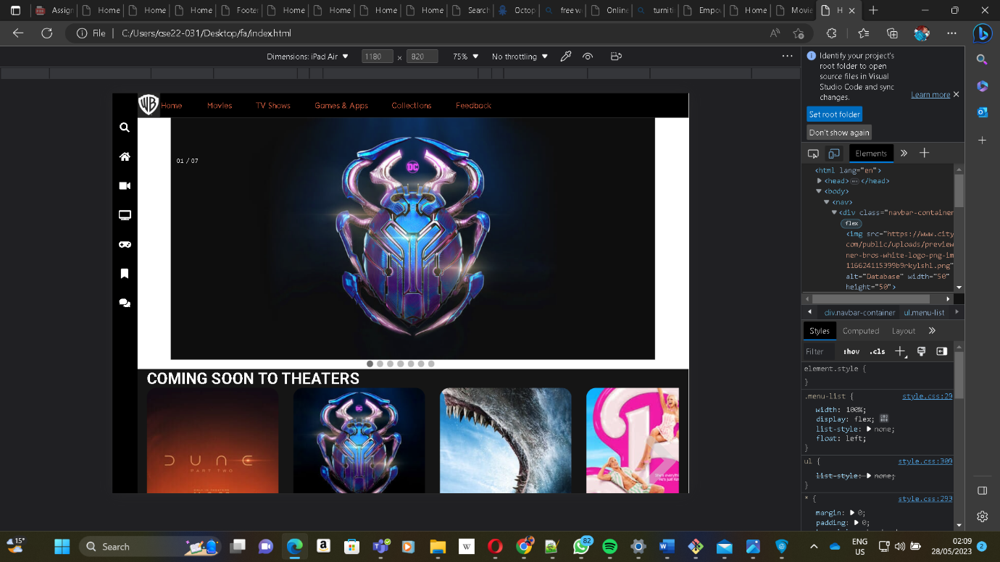 Assign
Home
Home
Home
Footer
Home
Home
Home
Home
Search
Octop
free w
Online
turniti
Empow
Home
Movie
H
File
C:/Users/cse22-031/Desktop/fa/index.html
Dimensions: iPad Air
1180 × 820
75%
No throttling
Identify your project's
root folder to open
source files in Visual
Studio Code and sync
changes.
Learn more
Set root folder
Don't show again
Home
Movies
TV Shows
Games & Apps
Collections
Feedback
01 / 07
DC
COMING SOON TO THEATERS
DUNE
PART TWO
DC
Elements
<html lang="en">
<head> </head>
<body>
<nav>
<div class="navbar-container
flex
<img src="https://www.city
com/public/uploads/preview
ner-bros-white-logo-png-im
116624115399b9rkylshl.png"
alt="Database" width="50"
height="50">
div.navbar-container
ul.menu-list
Styles
Computed
Layout
Filter
:hov
.cls
element.style {
}
.menu-list {
style.css:29
width: 100%;
display: flex;
list-style: none;
float: left;
}
ul {
style.css:309
list-style: none;
}
* {
style.css:293
margin: 0;
padding: 0;
15°
Search
82
ENG
US
02:09
28/05/2023
2